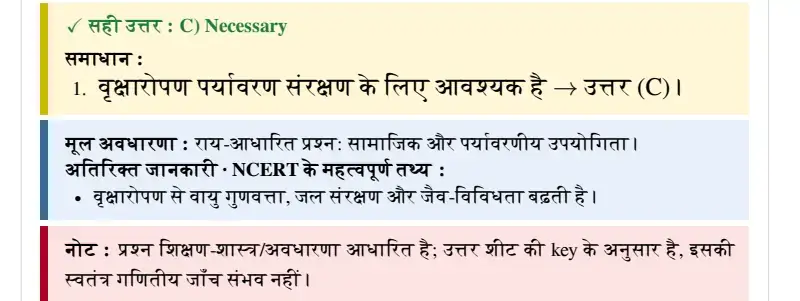 ✓ सही उत्तर : C) Necessary
समाधान :
1. वृक्षारोपण पर्यावरण संरक्षण के लिए आवश्यक है → उत्तर (C)।
मूल अवधारणा : राय-आधारित प्रश्न: सामाजिक और पर्यावरणीय उपयोगिता।
अतिरिक्त जानकारी · NCERT के महत्वपूर्ण तथ्य :
• वृक्षारोपण से वायु गुणवत्ता, जल संरक्षण और जैव-विविधता बढ़ती है।
नोट : प्रश्न शिक्षण-शास्त्र/अवधारणा आधारित है; उत्तर शीट की key के अनुसार है, इसकी
स्वतंत्र गणितीय जाँच संभव नहीं।